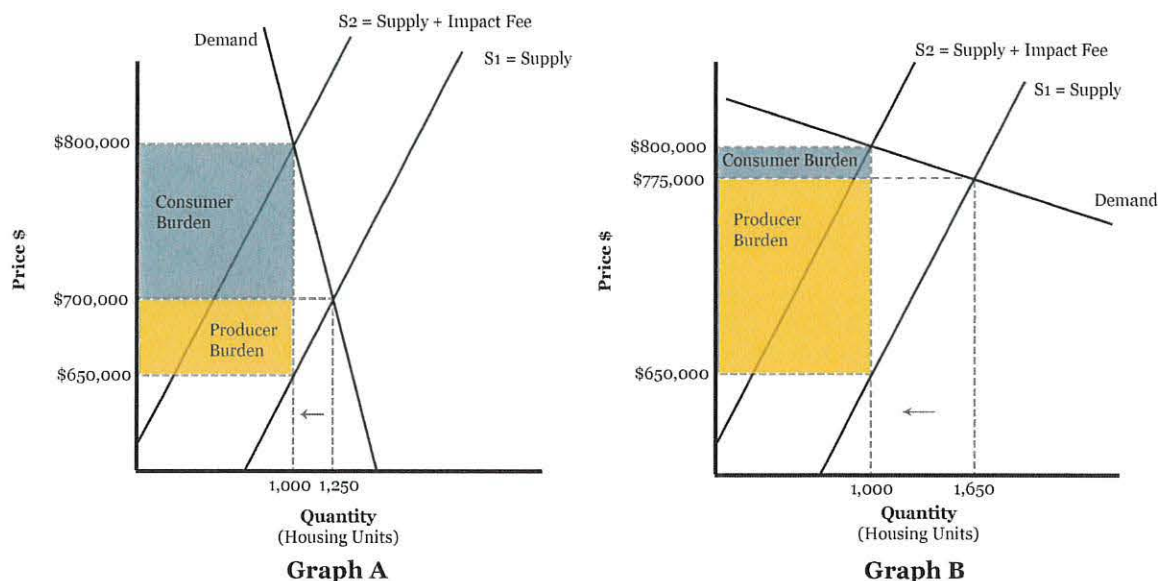 Demand
S2 = Supply + Impact Fee
S1 = Supply
$800,000
Consumer
Burden
Price $
$700,000
Producer
Burden
$650,000
1,000 1,250
Quantity
(Housing Units)
Graph A
S2 = Supply + Impact Fee
S1 = Supply
$800,000
Consumer Burden
$775,000
Demand
Producer
Burden
Price $
$650,000
1,000
1,650
Quantity
(Housing Units)
Graph B